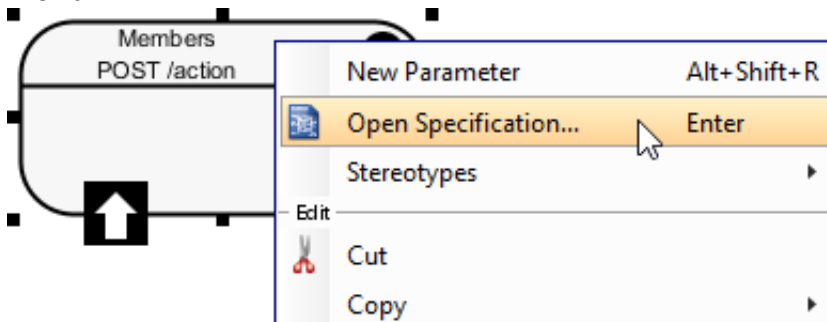 Members
POST /action
New Parameter Alt+Shift+R
Open Specification... Enter
Stereotypes
Edit
Cut
Copy